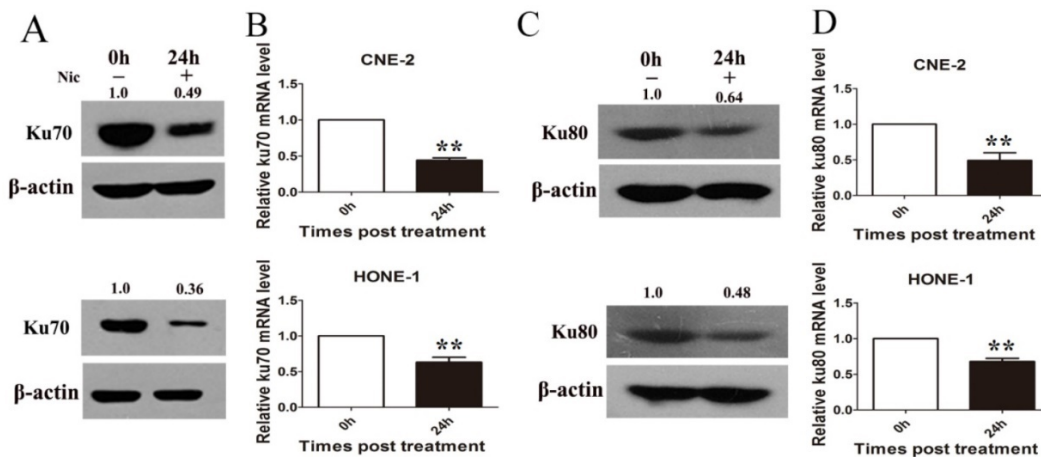 A
0h 24h
Nic – +
1.0 0.49
Ku70
β-actin
1.0 0.36
Ku70
β-actin
B
CNE-2
Relative ku70 mRNA level
1.5
1.0
0.5
0.0
**
0h 24h
Times post treatment
HONE-1
Relative ku70 mRNA level
1.5
1.0
0.5
0.0
**
0h 24h
Times post treatment
C
0h 24h
– +
1.0 0.64
Ku80
β-actin
1.0 0.48
Ku80
β-actin
D
CNE-2
Relative ku80 mRNA level
1.5
1.0
0.5
0.0
**
0h 24h
Times post treatment
HONE-1
Relative ku80 mRNA level
1.5
1.0
0.5
0.0
**
0h 24h
Times post treatment